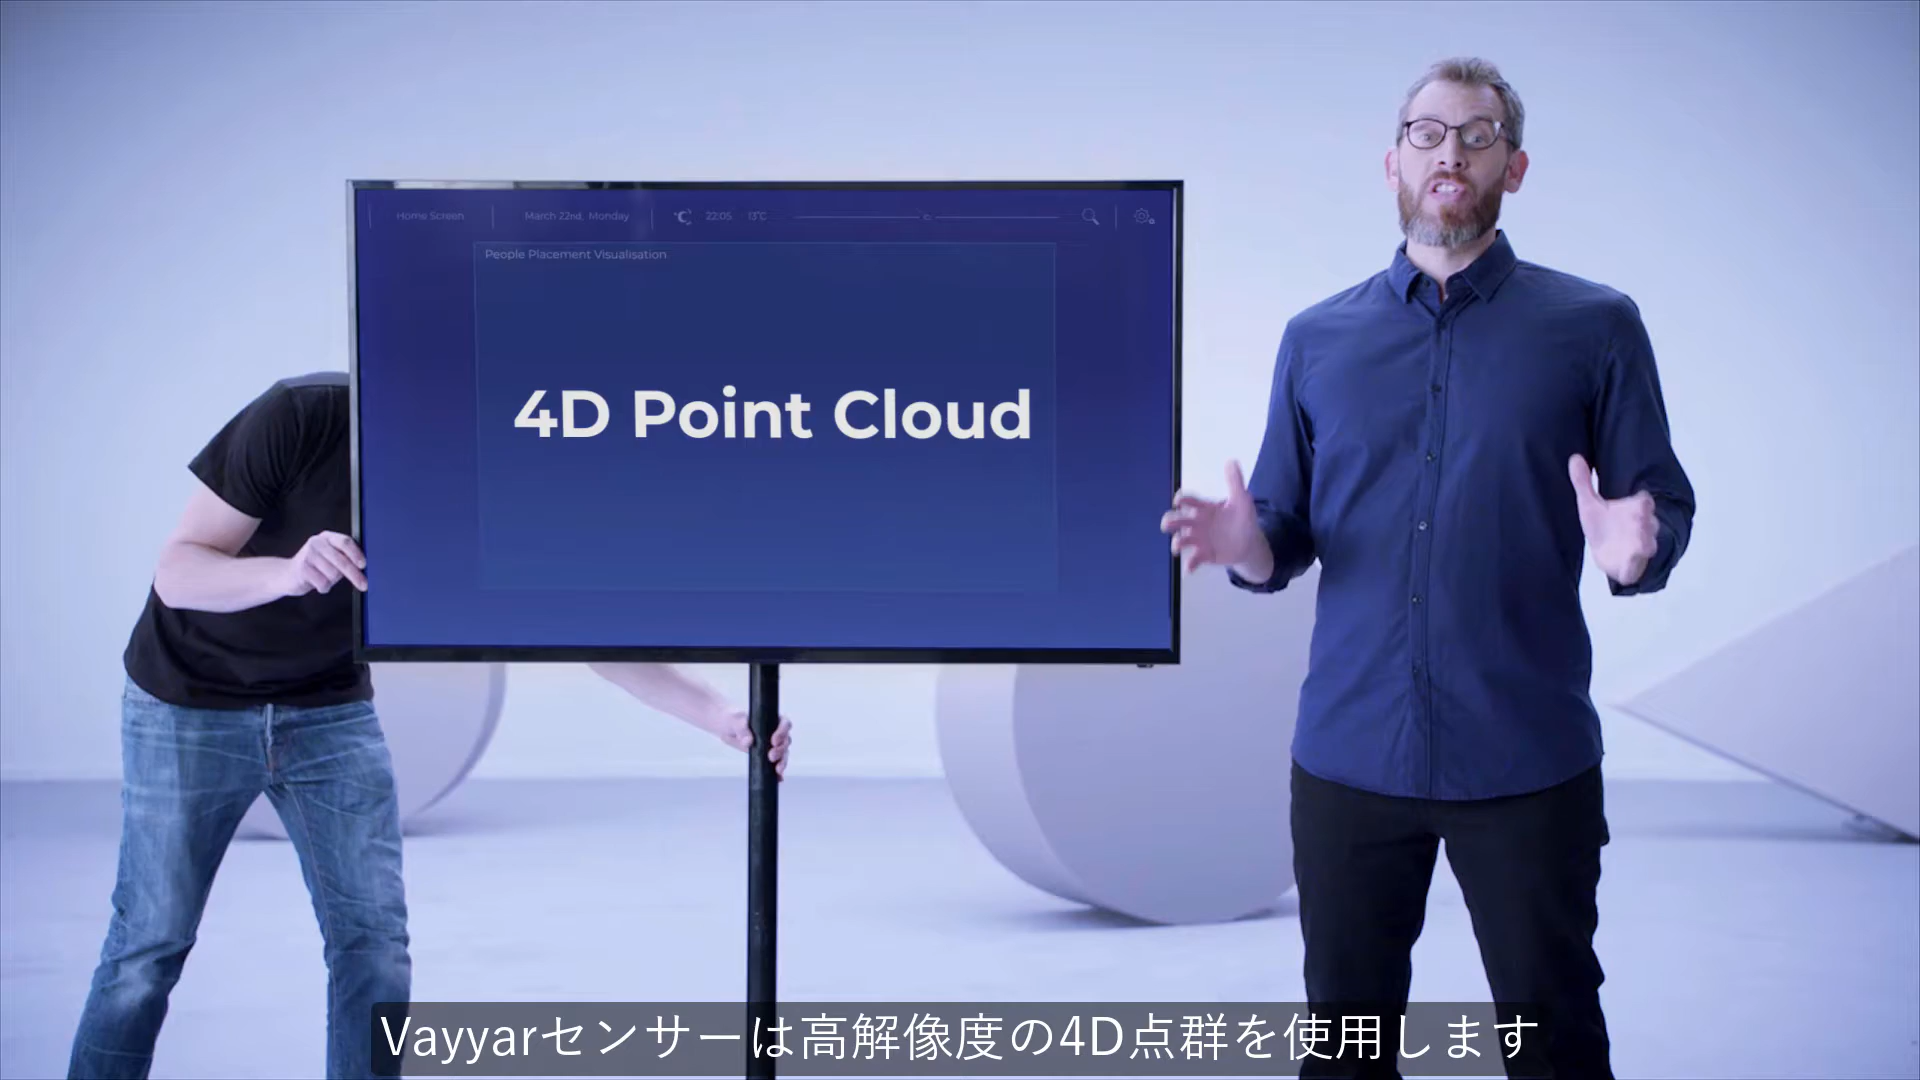 Home Screen
March 22nd, Monday
22:05
13°C
People Placement Visualisation
4D Point Cloud
Vayyarセンサーは高解像度の4D点群を使用します